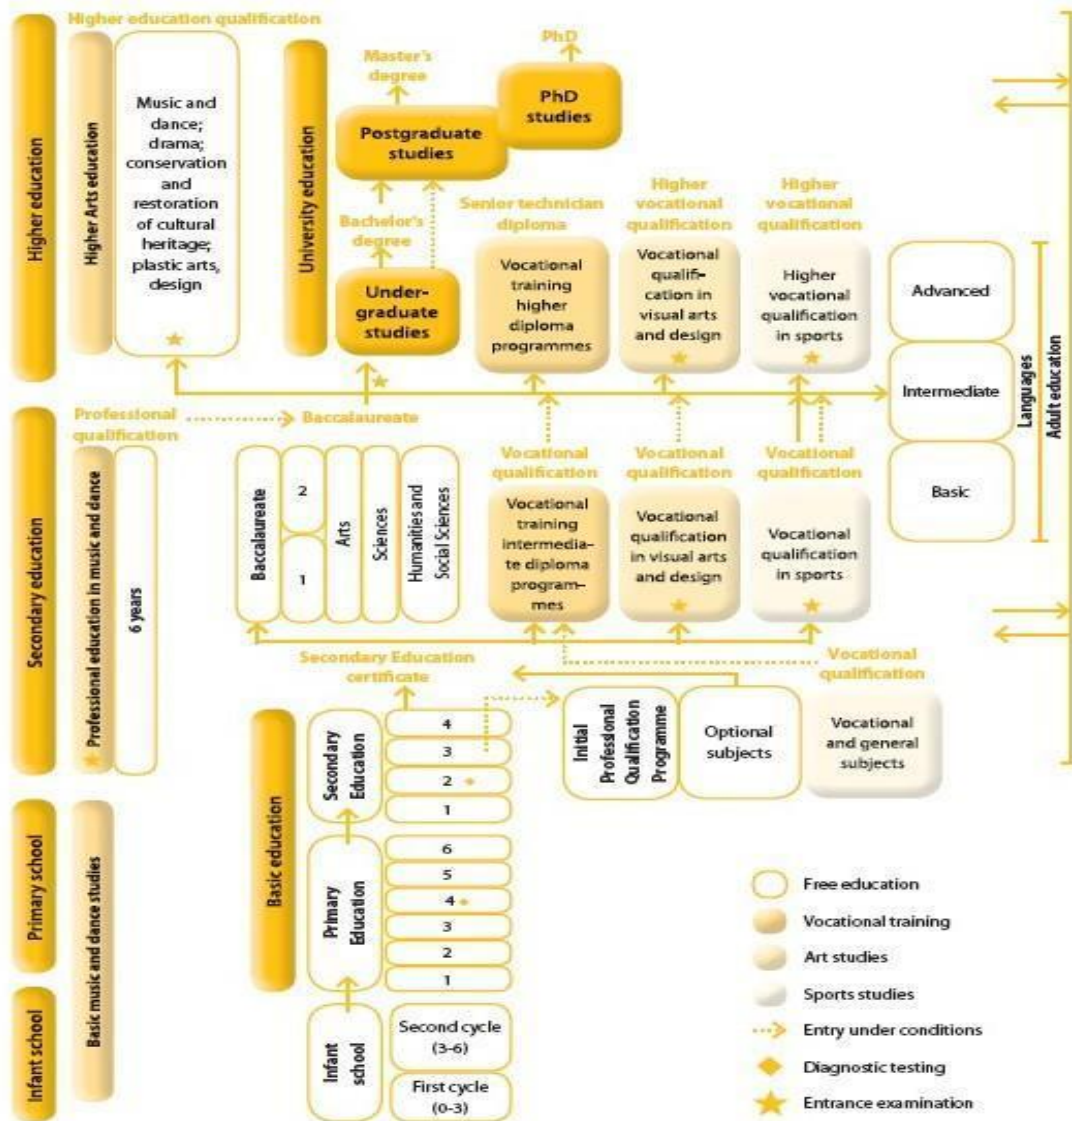 Higher education qualification
Higher education
Higher Arts education
Music and
dance;
drama;
conservation
and
restoration
of cultural
heritage;
plastic arts,
design
University education
Master's
degree
PhD
Postgraduate
studies
PhD
studies
Bachelor's
degree
Under-
graduate
studies
Senior technician
diploma
Vocational
training
higher
diploma
programmes
Higher
vocational
qualification
Vocational
qualifi-
cation in
visual arts
and design
Higher
vocational
qualification
Higher
vocational
qualification
in sports
Advanced
Intermediate
Basic
Languages
Adult education
Secondary education
Professional
qualification
Professional education in music and dance
6 years
Baccalaureate
Baccalaureate
2
1
Arts
Sciences
Humanities and
Social Sciences
Vocational
qualification
Vocational
training
intermedia-
te diploma
program-
mes
Vocational
qualification
Vocational
qualification
in visual arts
and design
Vocational
qualification
Vocational
qualification
in sports
Secondary Education
certificate
Vocational
qualification
Initial
Professional
Qualification
Programme
Optional
subjects
Vocational
and general
subjects
Basic education
Secondary
Education
4
3
2
1
Primary
Education
6
5
4
3
2
1
Infant
school
Second cycle
(3-6)
First cycle
(0-3)
Primary school
Infant school
Basic music and dance studies
Free education
Vocational training
Art studies
Sports studies
Entry under conditions
Diagnostic testing
Entrance examination